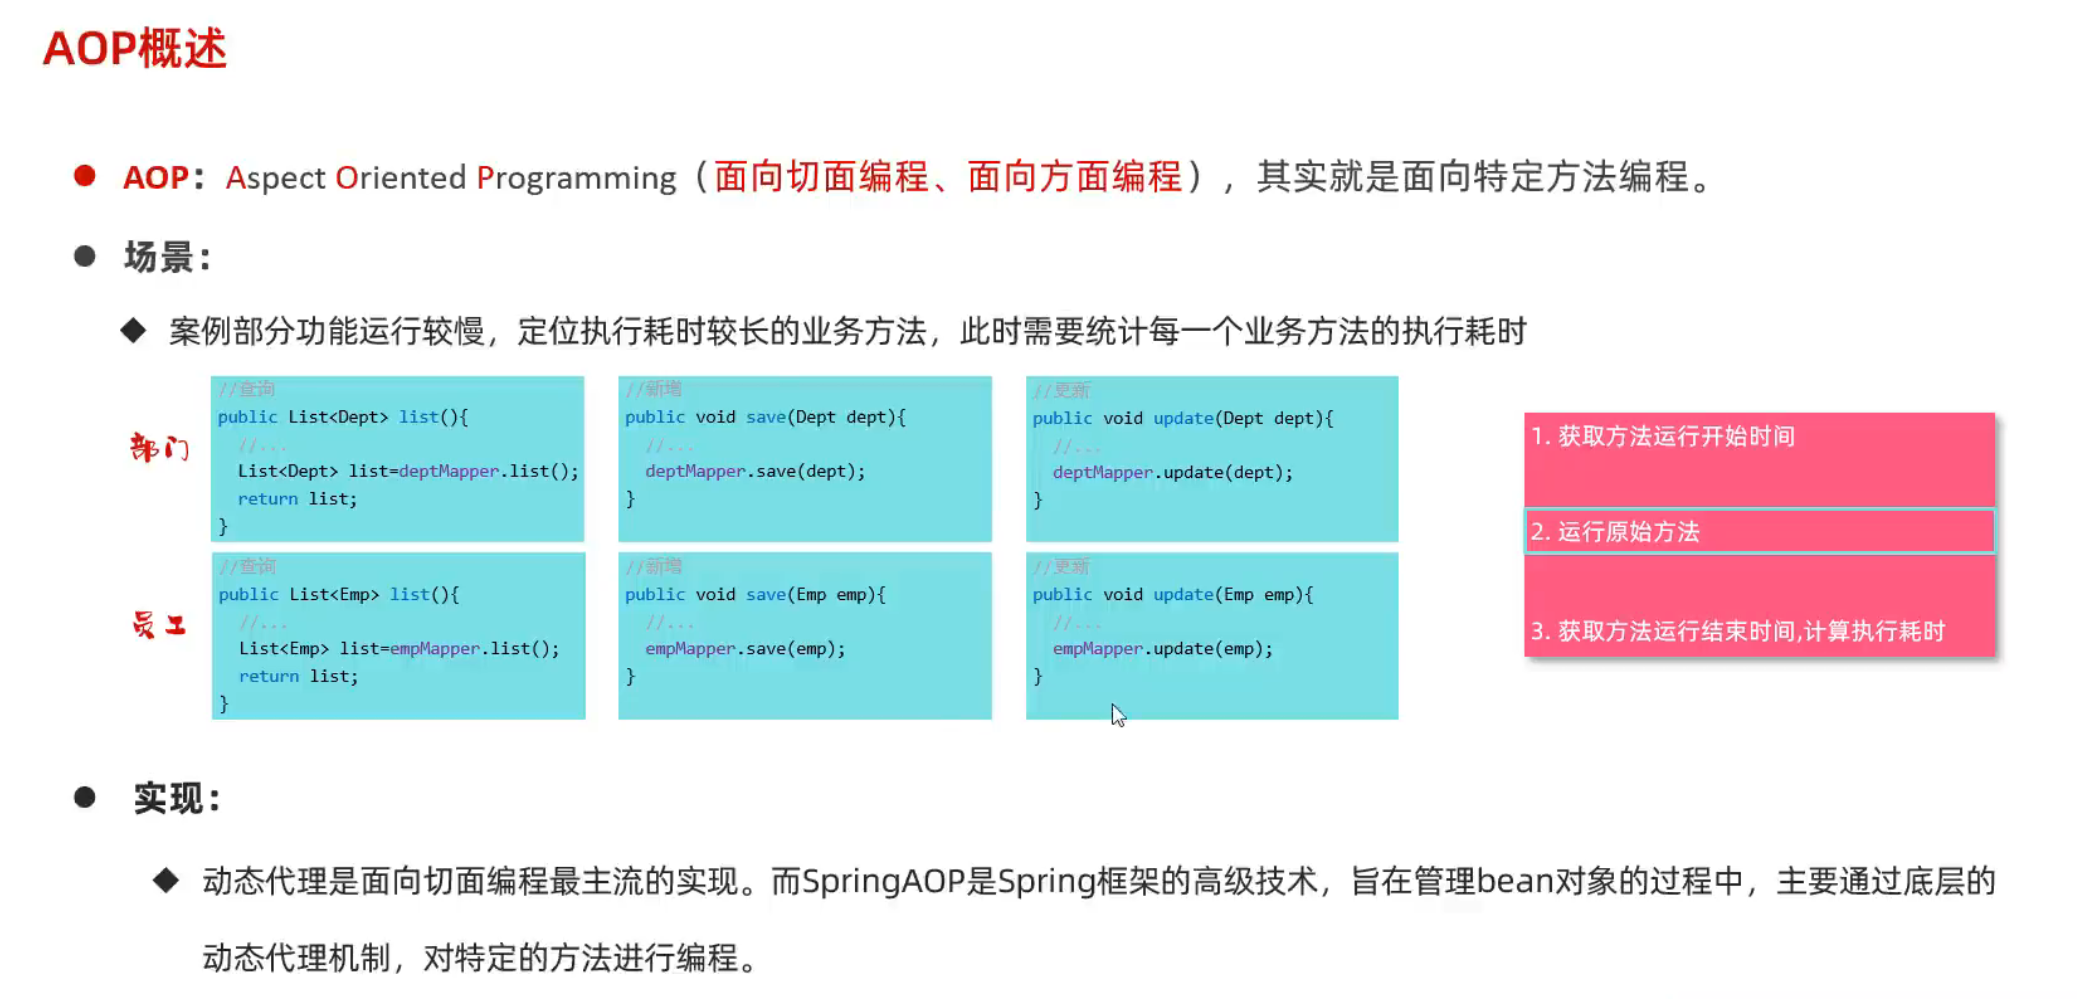 AOP概述
AOP：Aspect Oriented Programming（面向切面编程、面向方面编程），其实就是面向特定方法编程。
场景：
案例部分功能运行较慢，定位执行耗时较长的业务方法，此时需要统计每一个业务方法的执行耗时
部门
//查询
public List<Dept> list(){
//...
List<Dept> list=deptMapper.list();
return list;
}
//新增
public void save(Dept dept){
//...
deptMapper.save(dept);
}
//更新
public void update(Dept dept){
//...
deptMapper.update(dept);
}
员工
//查询
public List<Emp> list(){
//...
List<Emp> list=empMapper.list();
return list;
}
//新增
public void save(Emp emp){
//...
empMapper.save(emp);
}
//更新
public void update(Emp emp){
//...
empMapper.update(emp);
}
1. 获取方法运行开始时间
2. 运行原始方法
3. 获取方法运行结束时间,计算执行耗时
实现：
动态代理是面向切面编程最主流的实现。而SpringAOP是Spring框架的高级技术，旨在管理bean对象的过程中，主要通过底层的
动态代理机制，对特定的方法进行编程。